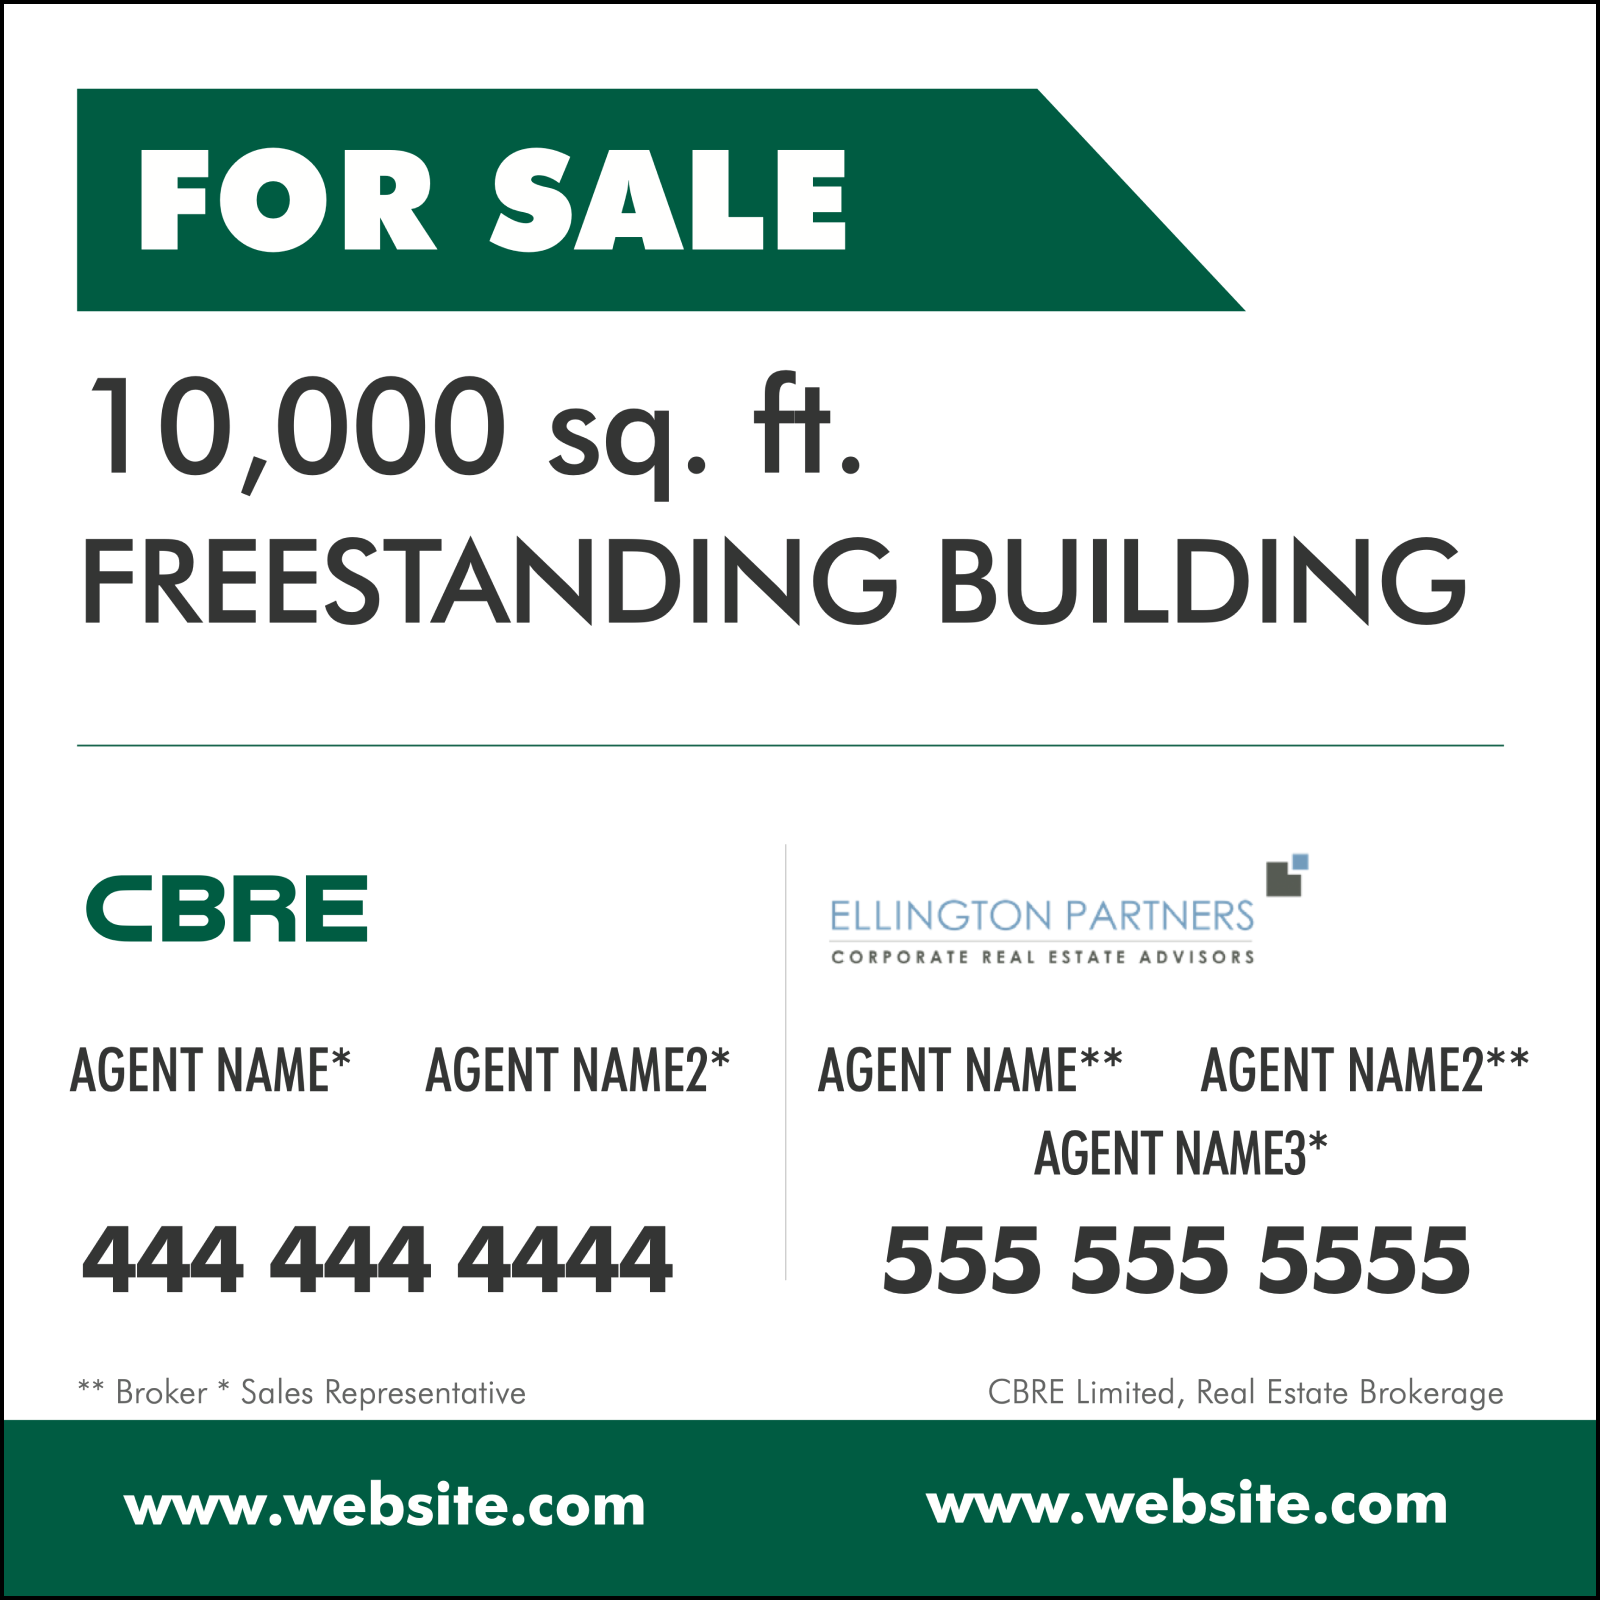 FOR SALE
10,000 sq. ft.
FREESTANDING BUILDING
CBRE
AGENT NAME* AGENT NAME2*
444 444 4444
ELLINGTON PARTNERS
CORPORATE REAL ESTATE ADVISORS
AGENT NAME** AGENT NAME2**
AGENT NAME3*
555 555 5555
** Broker * Sales Representative
CBRE Limited, Real Estate Brokerage
www.website.com
www.website.com